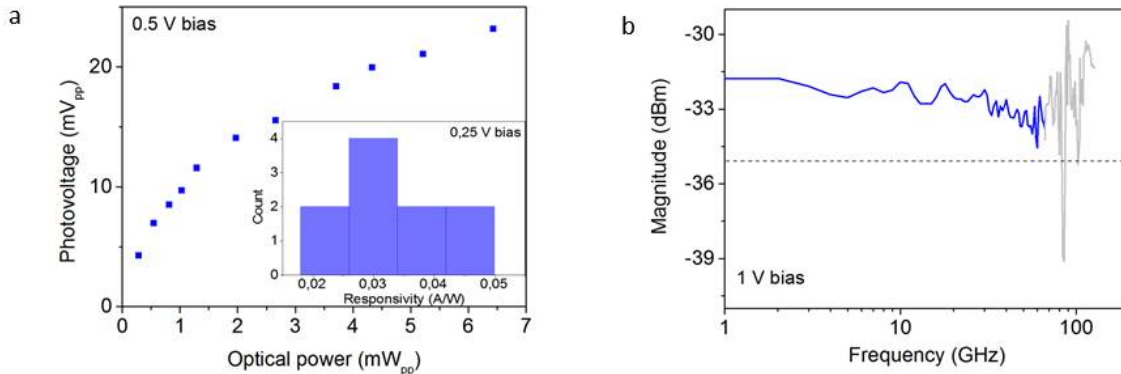 a
0.5 V bias
Photovoltage (mVpp)
20
10
0
0 1 2 3 4 5 6 7
Optical power (mWpp)
0,25 V bias
Count
4
3
2
1
0
0,02 0,03 0,04 0,05
Responsivity (A/W)
b
Magnitude (dBm)
-30
-33
-36
-39
1 V bias
1 10 100
Frequency (GHz)